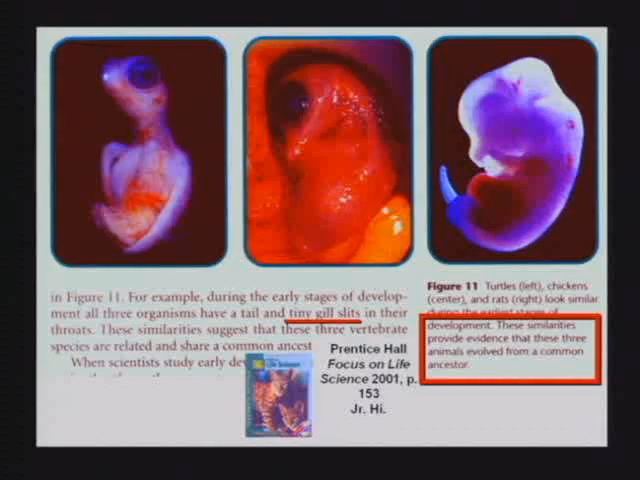 in Figure 11. For example, during the early stages of develop-
ment all three organisms have a tail and tiny gill slits in their
throats. These similarities suggest that these three vertebrate
species are related and share a common ancest
When scientists study early de
Figure 11 Turtles (left), chickens
(center), and rats (right) look similar
during the earliest stages of
development. These similarities
provide evidence that these three
animals evolved from a common
ancestor.
Life Science
Prentice Hall
Focus on Life
Science 2001, p.
153
Jr. Hi.